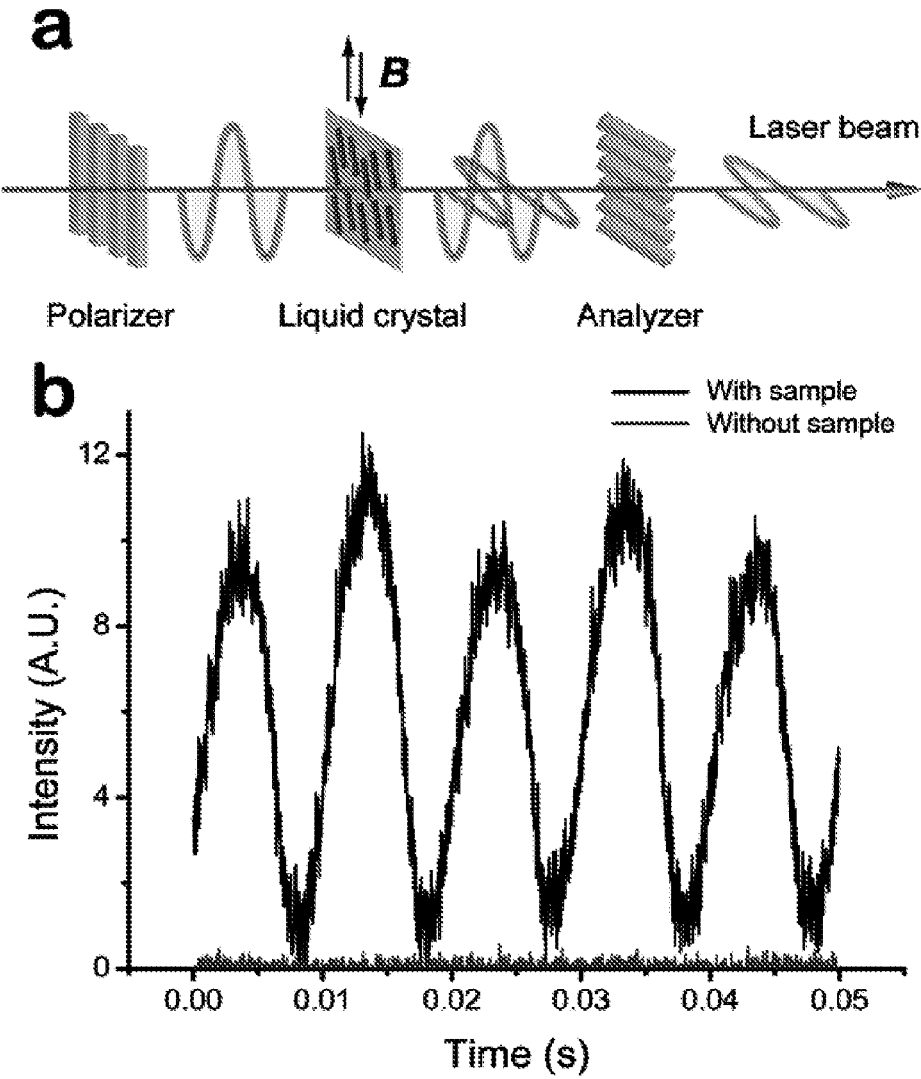 a
B
Laser beam
Polarizer
Liquid crystal
Analyzer
b
With sample
Without sample
12
8
4
0
Intensity (A.U.)
0.00 0.01 0.02 0.03 0.04 0.05
Time (s)